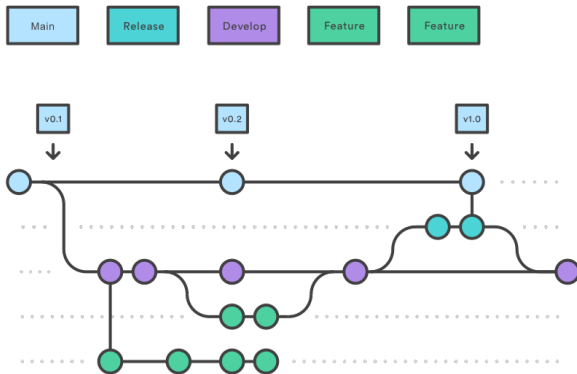 Main
Release
Develop
Feature
Feature
v0.1
v0.2
v1.0